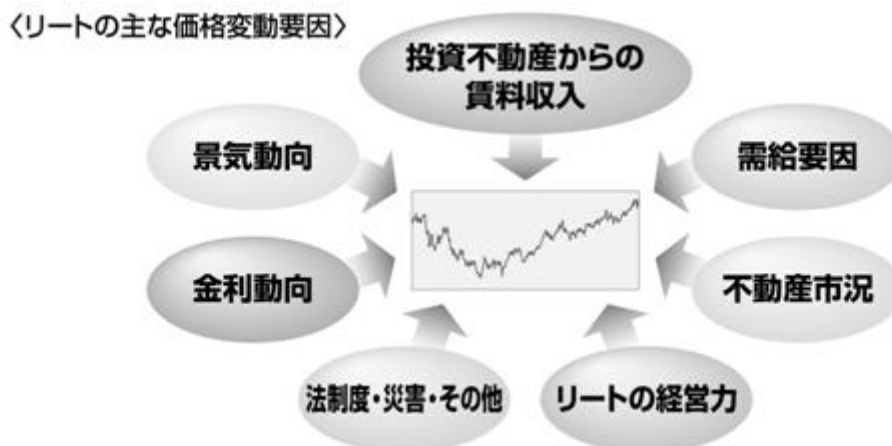 〈リートの主な価格変動要因〉
投資不動産からの
賃料収入
景気動向
需給要因
金利動向
不動産市況
法制度・災害・その他
リートの経営力